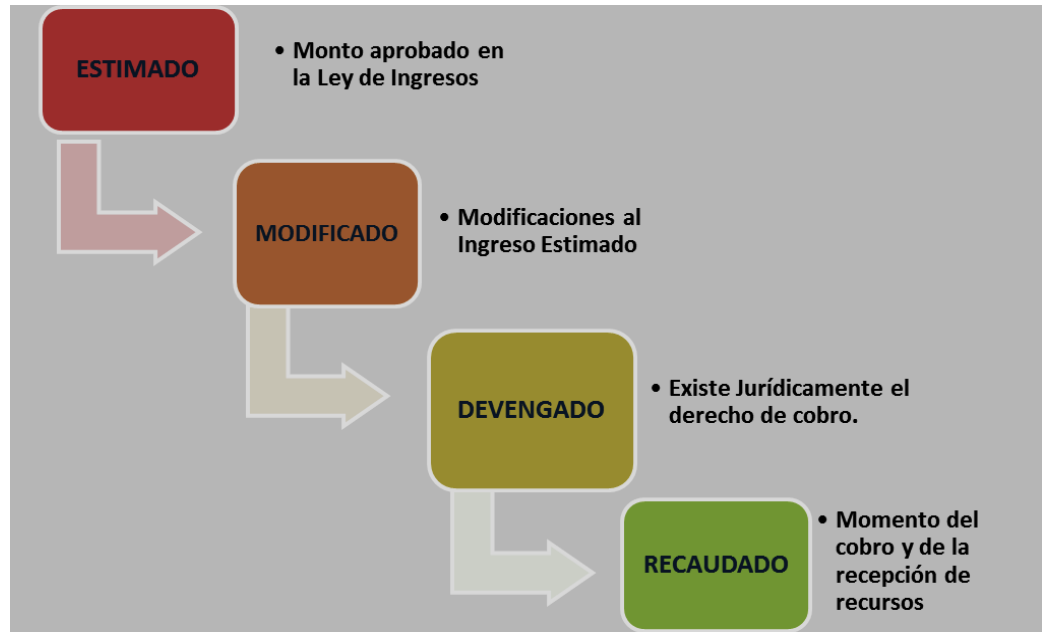 ESTIMADO
• Monto aprobado en
la Ley de Ingresos
MODIFICADO
• Modificaciones al
Ingreso Estimado
DEVENGADO
• Existe Jurídicamente el
derecho de cobro.
RECAUDADO
• Momento del
cobro y de la
recepción de
recursos